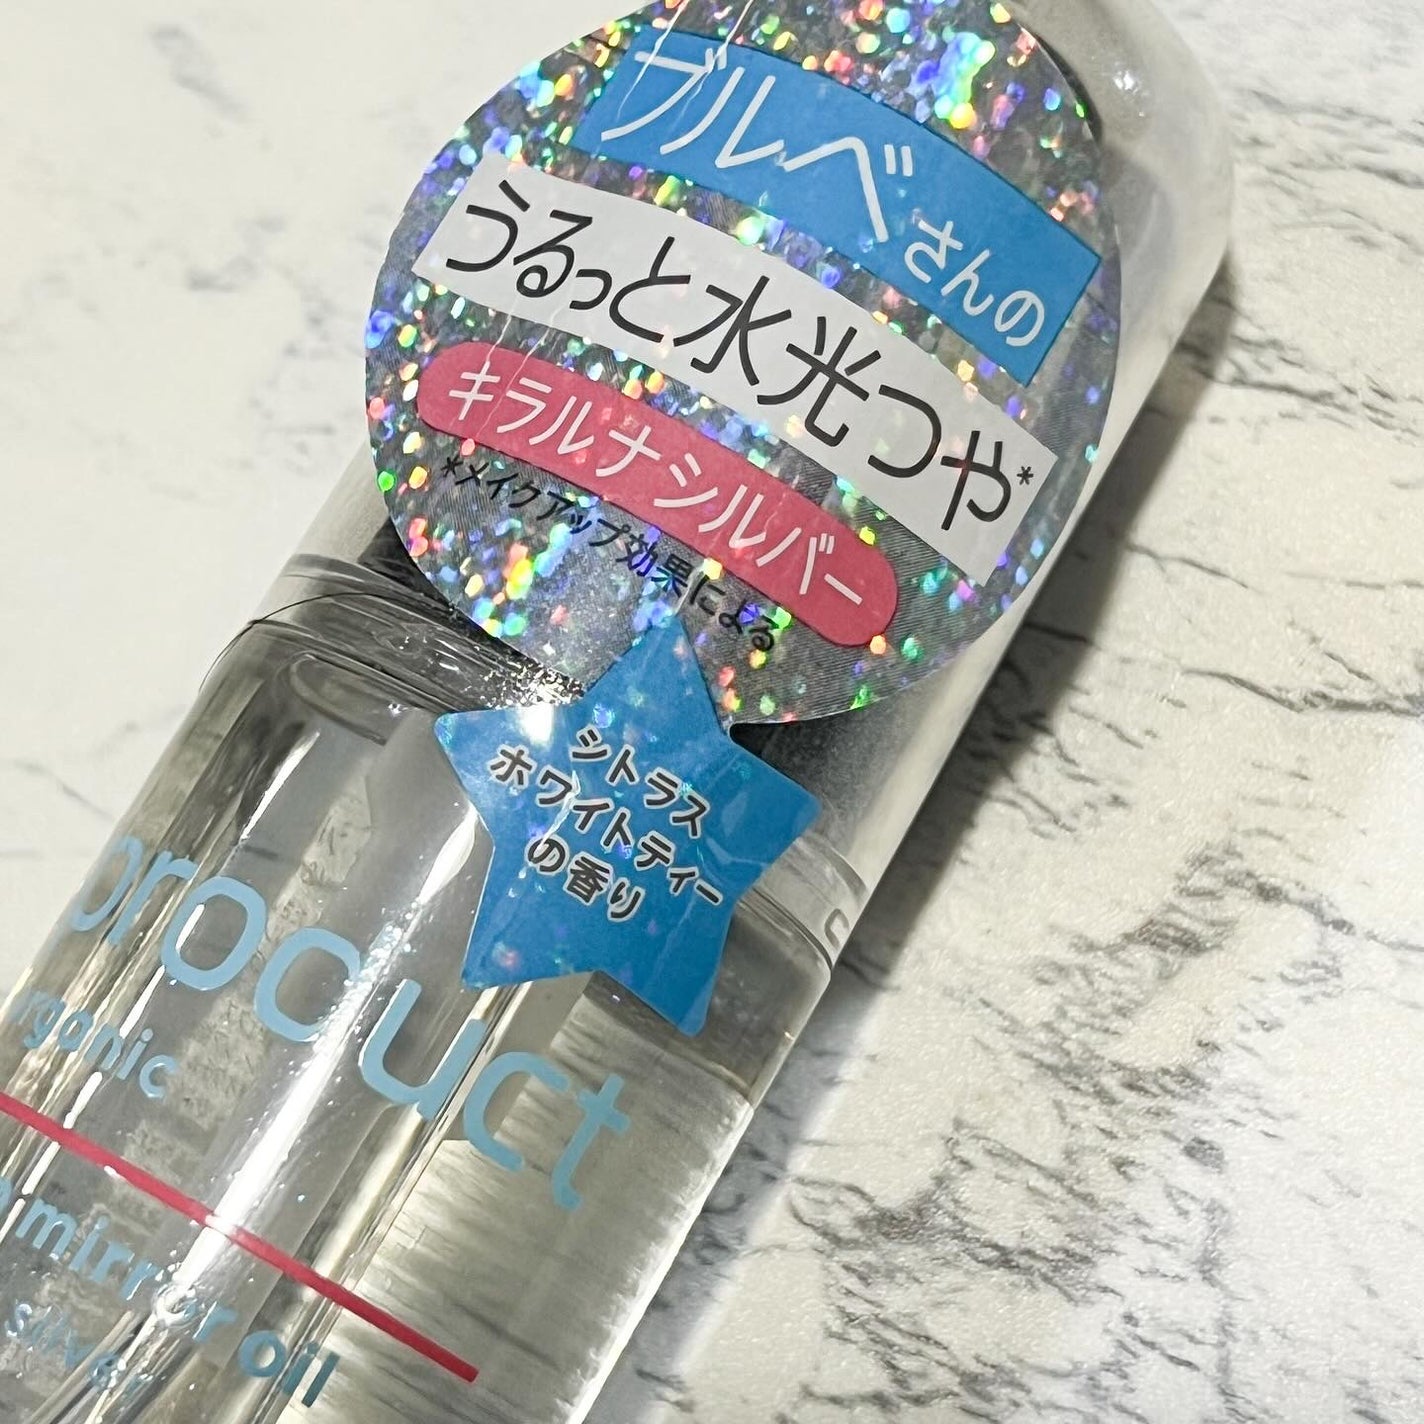 ブルベさんの
うるっと水光つや*
キラルナシルバー
*メイクアップ効果による
シトラス
ホワイトティー
の香り
product
organic
mirror oil
silver